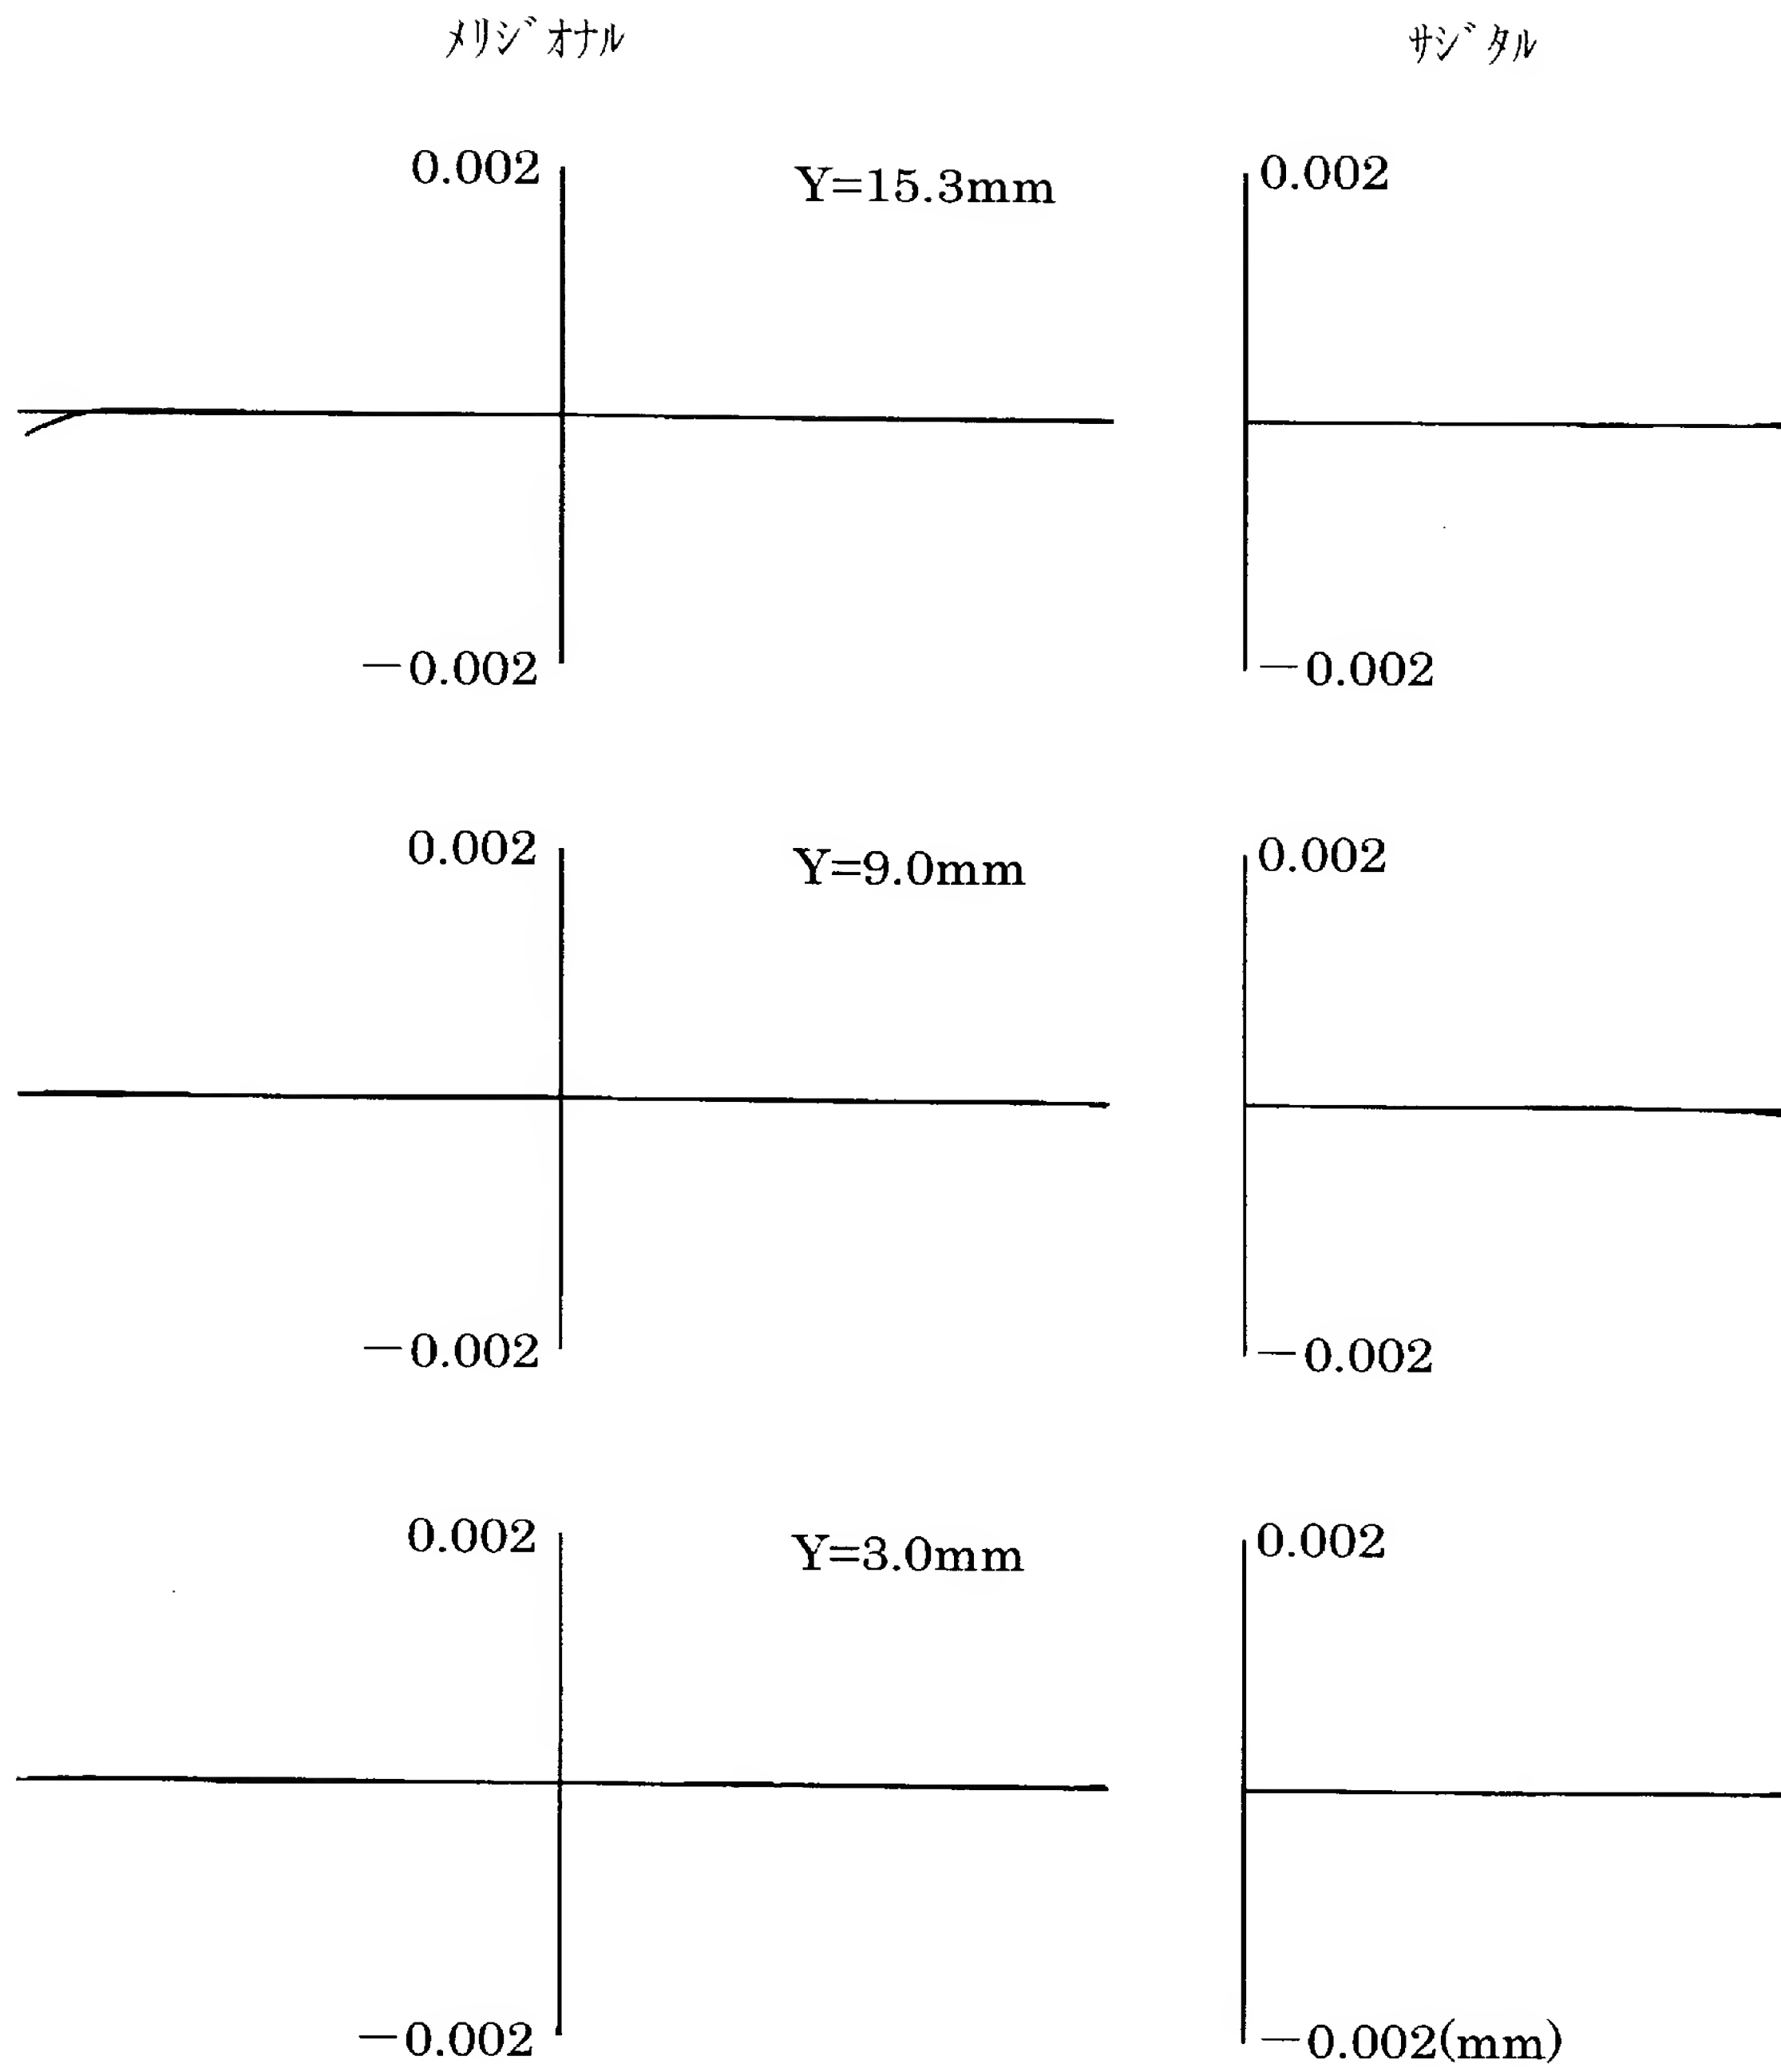 ﾒﾘｼﾞｵﾅﾙ ｻｼﾞﾀﾙ
0.002 Y=15.3mm 0.002
−0.002 −0.002
0.002 Y=9.0mm 0.002
−0.002 −0.002
0.002 Y=3.0mm 0.002
−0.002 −0.002(mm)